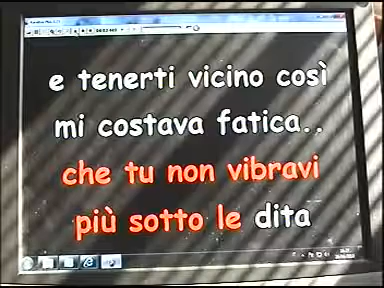 e tenerti vicino così
mi costava fatica..
che tu non vibravi
più sotto le dita